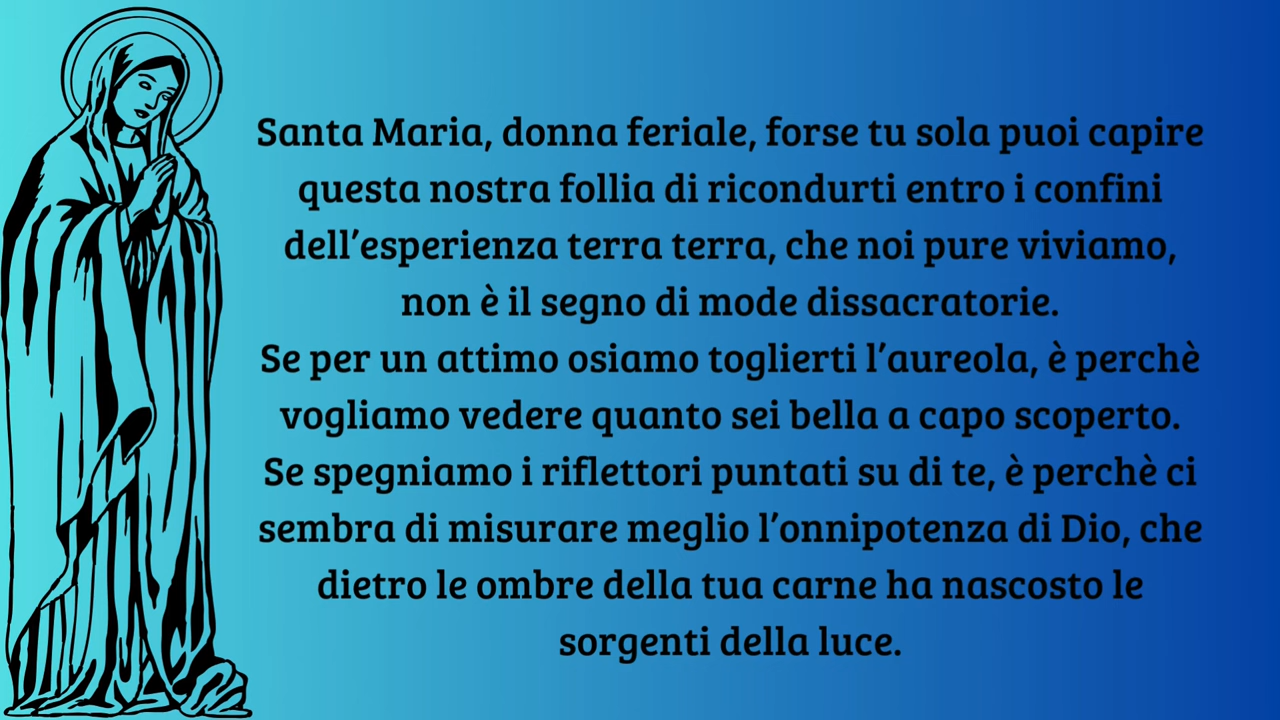 Santa Maria, donna feriale, forse tu sola puoi capire
questa nostra follia di ricondurti entro i confini
dell’esperienza terra terra, che noi pure viviamo,
non è il segno di mode dissacratorie.
Se per un attimo osiamo toglierti l’aureola, è perchè
vogliamo vedere quanto sei bella a capo scoperto.
Se spegniamo i riflettori puntati su di te, è perchè ci
sembra di misurare meglio l’onnipotenza di Dio, che
dietro le ombre della tua carne ha nascosto le
sorgenti della luce.